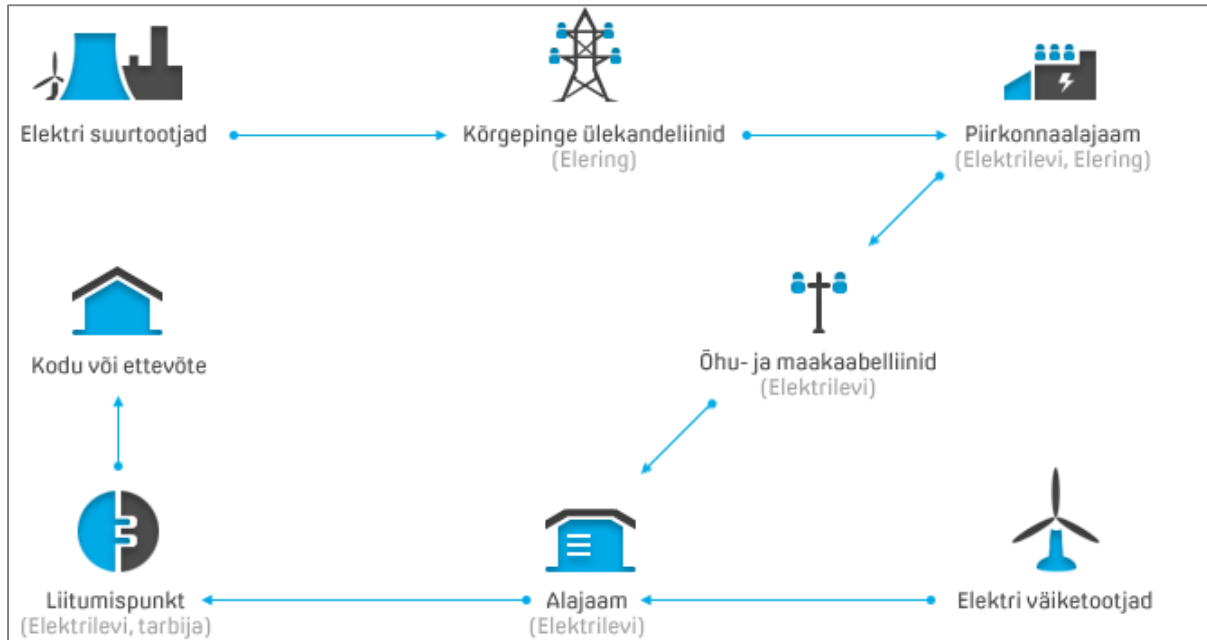 Elektri suurtootjad
Kõrgepinge ülekandeliinid
(Elering)
Piirkonnaalajaam
(Elektrilevi, Elering)
Õhu- ja maakaabelliinid
(Elektrilevi)
Kodu või ettevõte
Liitumispunkt
(Elektrilevi, tarbija)
Alajaam
(Elektrilevi)
Elektri väiketootjad